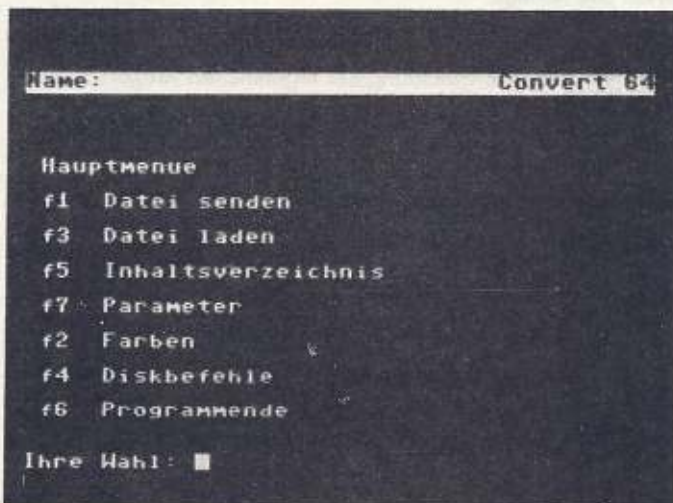 Name: Convert 64
Hauptmenue
f1 Datei senden
f3 Datei laden
f5 Inhaltsverzeichnis
f7 Parameter
f2 Farben
f4 Diskbefehle
f6 Programmende
Ihre Wahl: